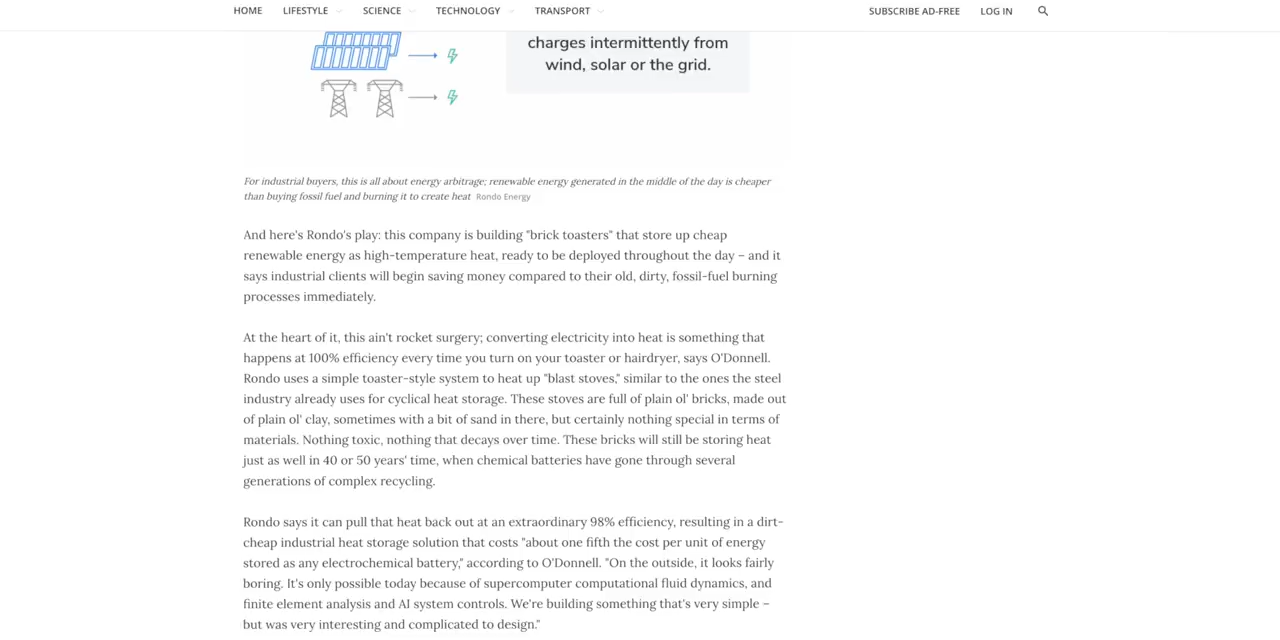 HOME LIFESTYLE SCIENCE TECHNOLOGY TRANSPORT SUBSCRIBE AD-FREE LOG IN
charges intermittently from
wind, solar or the grid.
For industrial buyers, this is all about energy arbitrage; renewable energy generated in the middle of the day is cheaper
than buying fossil fuel and burning it to create heat Rondo Energy
And here's Rondo's play: this company is building "brick toasters" that store up cheap
renewable energy as high-temperature heat, ready to be deployed throughout the day – and it
says industrial clients will begin saving money compared to their old, dirty, fossil-fuel burning
processes immediately.
At the heart of it, this ain't rocket surgery; converting electricity into heat is something that
happens at 100% efficiency every time you turn on your toaster or hairdryer, says O'Donnell.
Rondo uses a simple toaster-style system to heat up "blast stoves," similar to the ones the steel
industry already uses for cyclical heat storage. These stoves are full of plain ol' bricks, made out
of plain ol' clay, sometimes with a bit of sand in there, but certainly nothing special in terms of
materials. Nothing toxic, nothing that decays over time. These bricks will still be storing heat
just as well in 40 or 50 years' time, when chemical batteries have gone through several
generations of complex recycling.
Rondo says it can pull that heat back out at an extraordinary 98% efficiency, resulting in a dirt-
cheap industrial heat storage solution that costs "about one fifth the cost per unit of energy
stored as any electrochemical battery," according to O'Donnell. "On the outside, it looks fairly
boring. It's only possible today because of supercomputer computational fluid dynamics, and
finite element analysis and AI system controls. We're building something that's very simple –
but was very interesting and complicated to design."